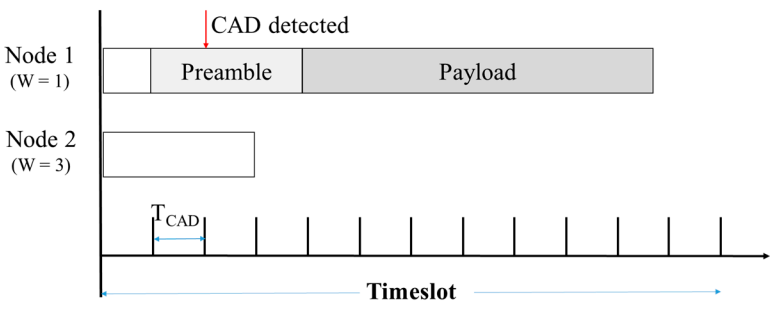 CAD detected
Node 1
(W = 1)
Preamble
Payload
Node 2
(W = 3)
TCAD
Timeslot